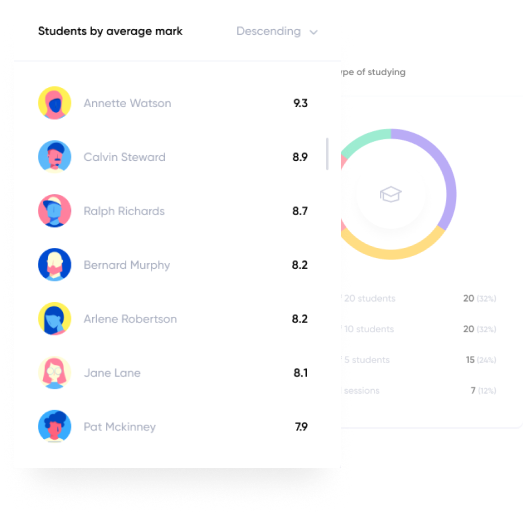 Students by average mark
Descending
Annette Watson 9.3
Calvin Steward 8.9
Ralph Richards 8.7
Bernard Murphy 8.2
Arlene Robertson 8.2
Jane Lane 8.1
Pat Mckinney 7.9
of studying
20 students 20 (32%)
10 students 20 (32%)
5 students 15 (24%)
sessions 7 (12%)